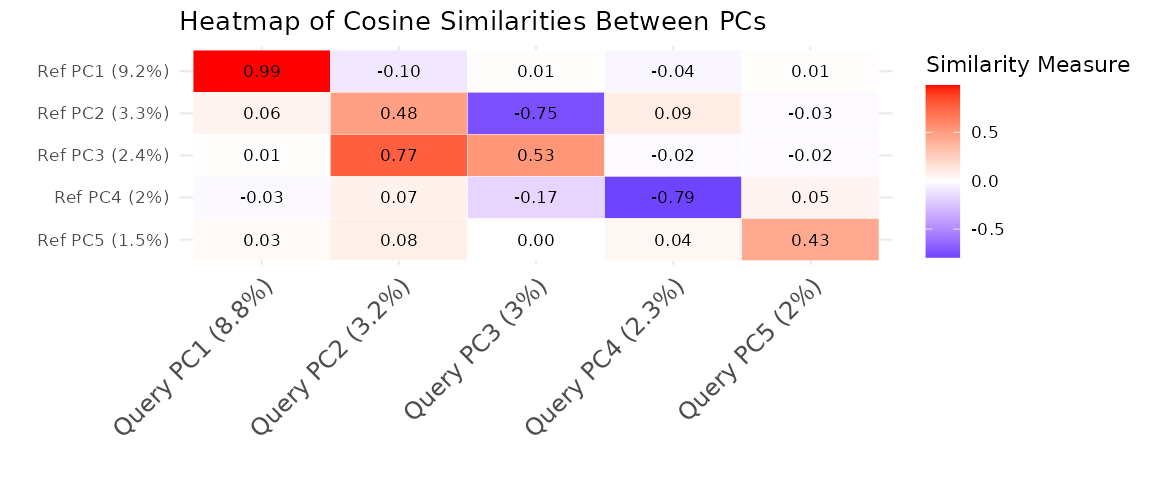 Heatmap of Cosine Similarities Between PCs
Ref PC1 (9.2%) 0.99 -0.10 0.01 -0.04 0.01
Ref PC2 (3.3%) 0.06 0.48 -0.75 0.09 -0.03
Ref PC3 (2.4%) 0.01 0.77 0.53 -0.02 -0.02
Ref PC4 (2%) -0.03 0.07 -0.17 -0.79 0.05
Ref PC5 (1.5%) 0.03 0.08 0.00 0.04 0.43
Query PC1 (8.8%)
Query PC2 (3.2%)
Query PC3 (3%)
Query PC4 (2.3%)
Query PC5 (2%)
Similarity Measure
0.5
0.0
-0.5